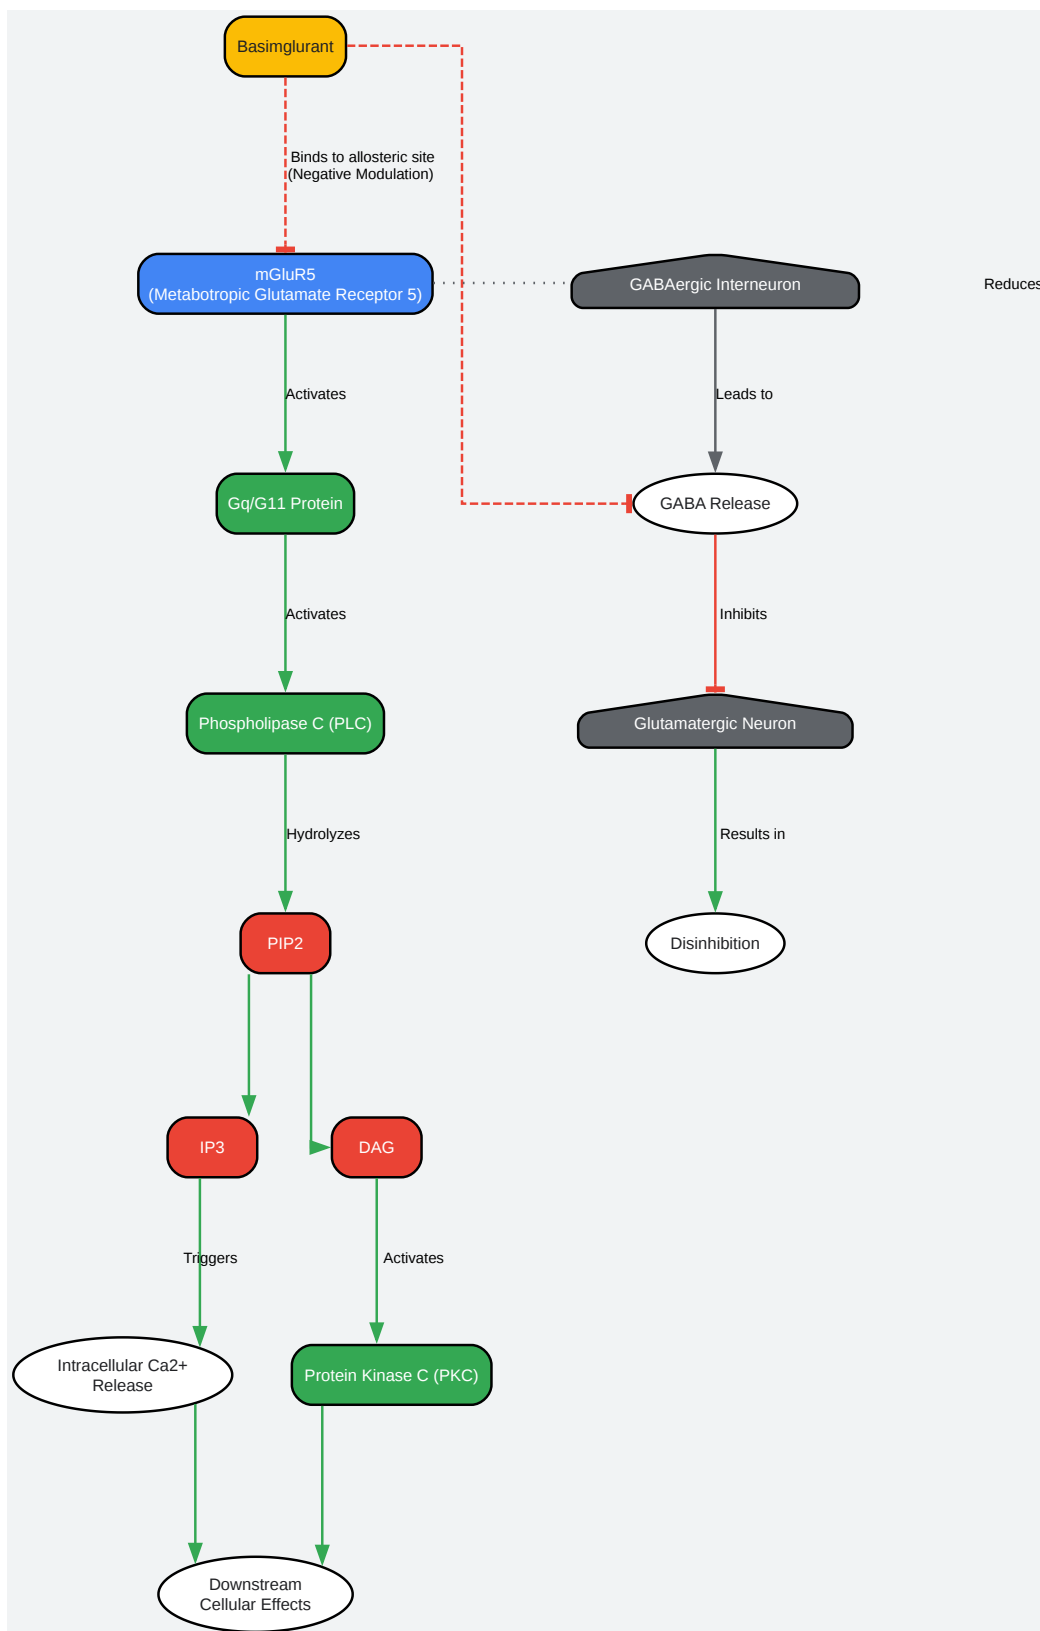 Basimglurant
Binds to allosteric site
(Negative Modulation)
mGluR5
(Metabotropic Glutamate Receptor 5)
GABAergic Interneuron
Reduces
Activates
Leads to
Gq/G11 Protein
GABA Release
Activates
Inhibits
Phospholipase C (PLC)
Glutamatergic Neuron
Hydrolyzes
Results in
PIP2
Disinhibition
IP3
DAG
Triggers
Activates
Intracellular Ca2+
Release
Protein Kinase C (PKC)
Downstream
Cellular Effects